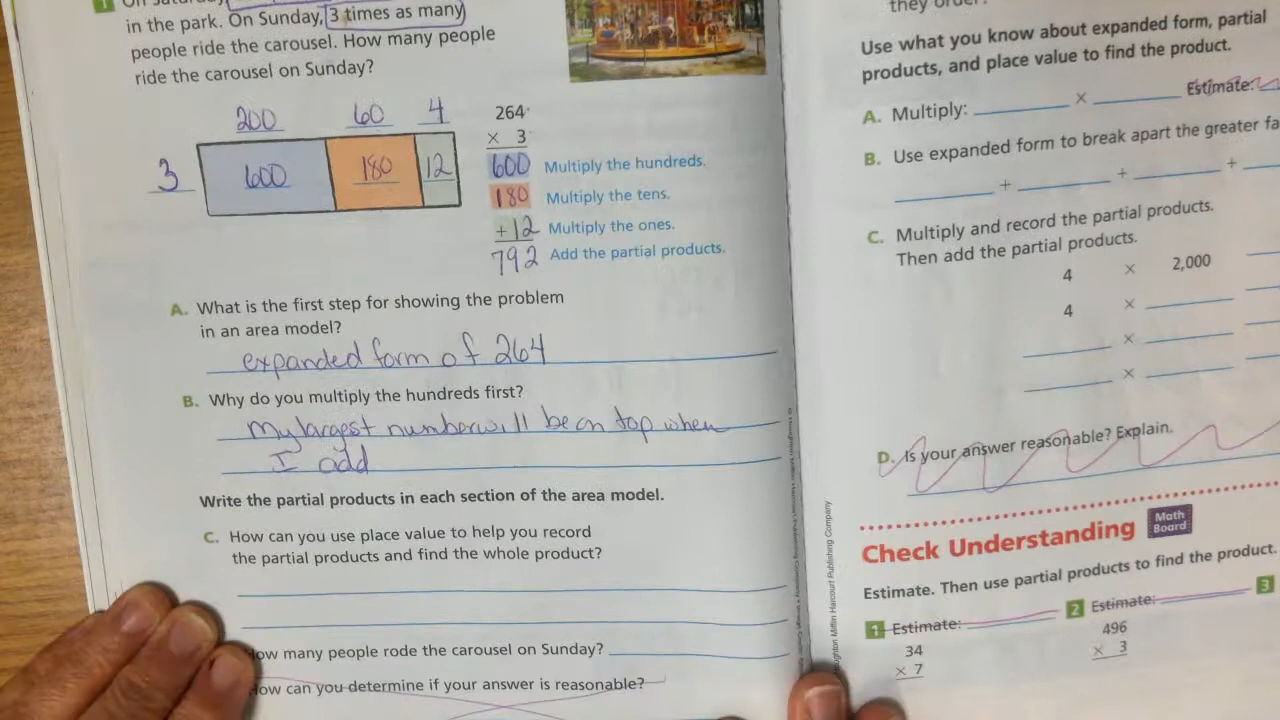 1
in the park. On Sunday, 3 times as many
people ride the carousel. How many people
ride the carousel on Sunday?
200 60 4
3 600 180 12
264
× 3
600 Multiply the hundreds.
180 Multiply the tens.
+12 Multiply the ones.
792 Add the partial products.
A. What is the first step for showing the problem
in an area model?
expanded form of 264
B. Why do you multiply the hundreds first?
My largest number will be on top when
I add
Write the partial products in each section of the area model.
C. How can you use place value to help you record
the partial products and find the whole product?
How many people rode the carousel on Sunday?
How can you determine if your answer is reasonable?
they order.
Use what you know about expanded form, partial
products, and place value to find the product.
A. Multiply: × Estimate:
B. Use expanded form to break apart the greater fa
+ + +
C. Multiply and record the partial products.
Then add the partial products.
4 × 2,000
4 ×
×
×
D. Is your answer reasonable? Explain.
Check Understanding
Math
Board
Estimate. Then use partial products to find the product.
1 Estimate:
34
× 7
2 Estimate:
496
× 3
3
Houghton Mifflin Harcourt Publishing Company